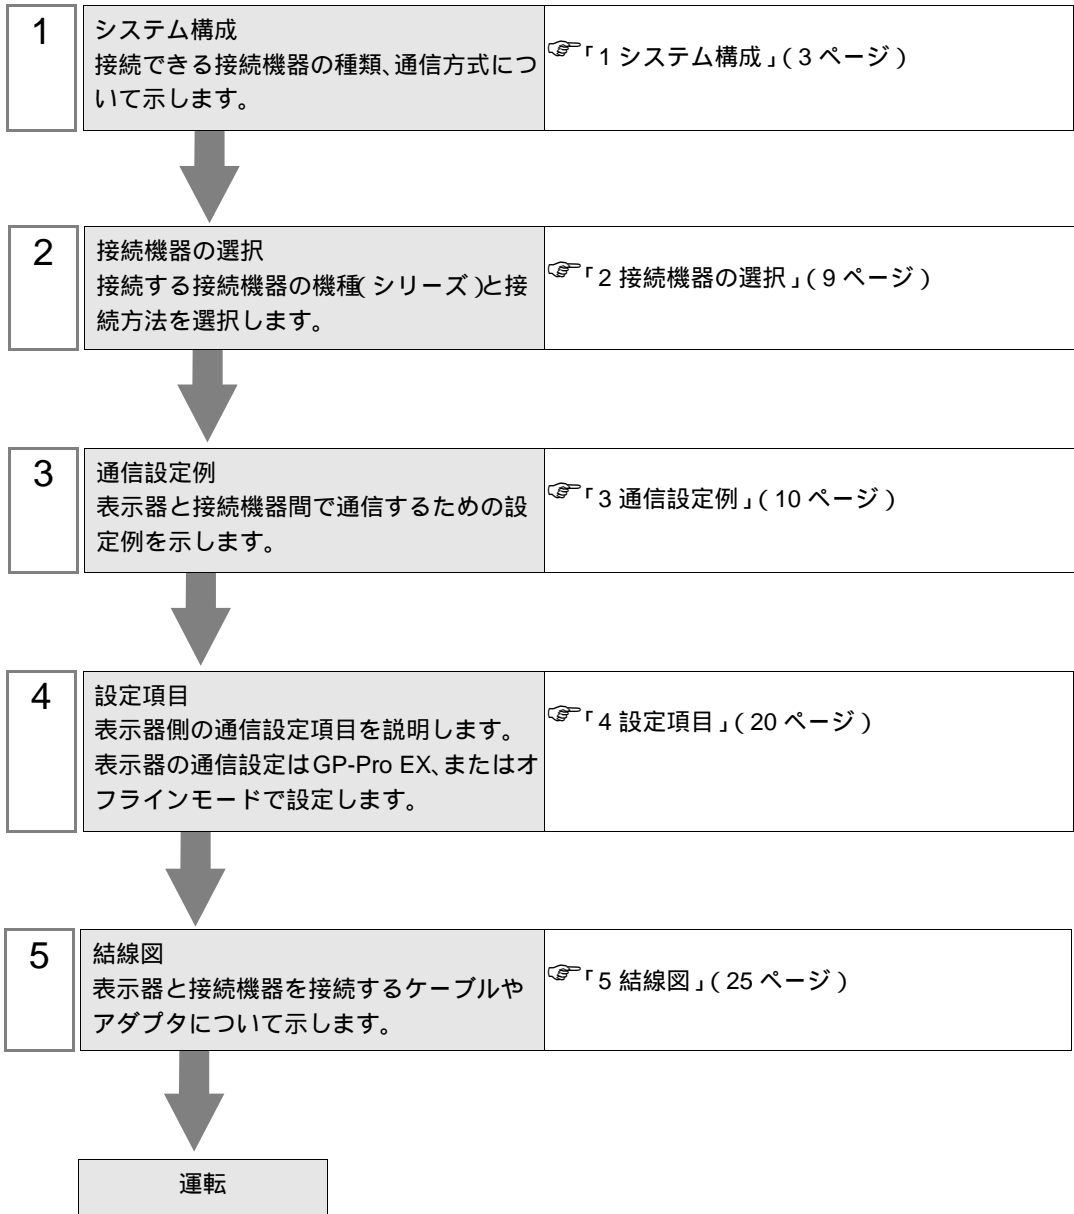 1
システム構成
接続できる接続機器の種類、通信方式につ
いて示します。
☞「1 システム構成」(3 ページ)
2
接続機器の選択
接続する接続機器の機種(シリーズ)と接
続方法を選択します。
☞「2 接続機器の選択」(9 ページ)
3
通信設定例
表示器と接続機器間で通信するための設
定例を示します。
☞「3 通信設定例」(10 ページ)
4
設定項目
表示器側の通信設定項目を説明します。
表示器の通信設定はGP-Pro EX、またはオ
フラインモードで設定します。
☞「4 設定項目」(20 ページ)
5
結線図
表示器と接続機器を接続するケーブルや
アダプタについて示します。
☞「5 結線図」(25 ページ)
運転